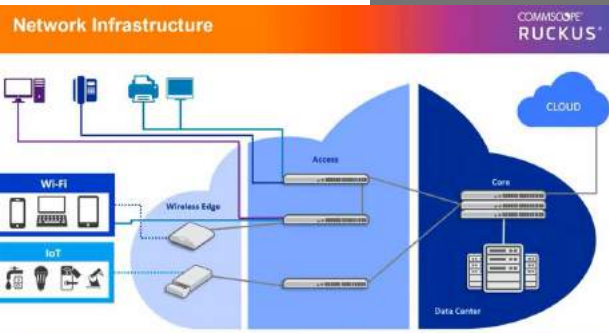 Network Infrastructure
COMMSCOPE
RUCKUS
CLOUD
Access
Core
Wi-Fi
Wireless Edge
IoT
Data Center